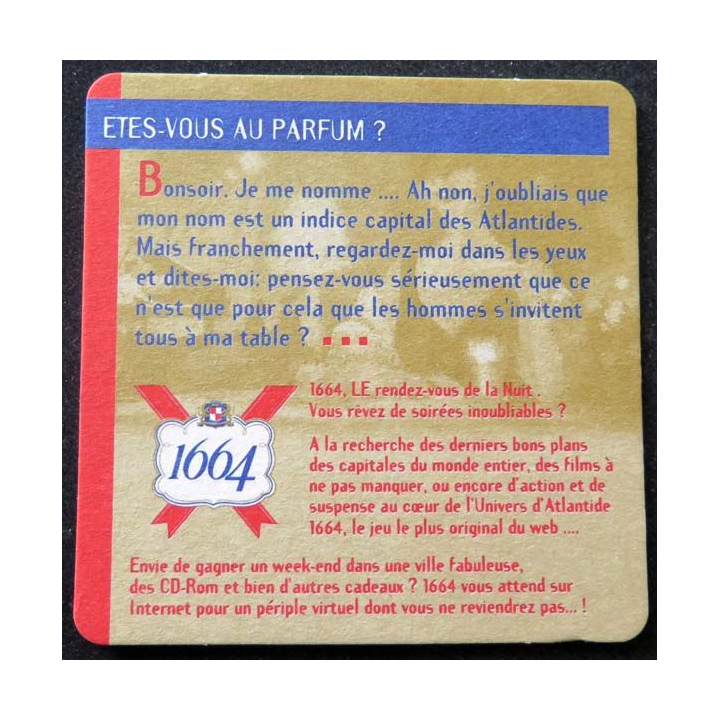 ETES-VOUS AU PARFUM ?
Bonsoir. Je me nomme .... Ah non, j'oubliais que
mon nom est un indice capital des Atlantides.
Mais franchement, regardez-moi dans les yeux
et dites-moi: pensez-vous sérieusement que ce
n'est que pour cela que les hommes s'invitent
tous à ma table ? ...
1664, LE rendez-vous de la Nuit .
Vous rêvez de soirées inoubliables ?
A la recherche des derniers bons plans
des capitales du monde entier, des films à
ne pas manquer, ou encore d'action et de
suspense au cœur de l'Univers d'Atlantide
1664, le jeu le plus original du web ....
1664
Envie de gagner un week-end dans une ville fabuleuse,
des CD-Rom et bien d'autres cadeaux ? 1664 vous attend sur
Internet pour un périple virtuel dont vous ne reviendrez pas... !